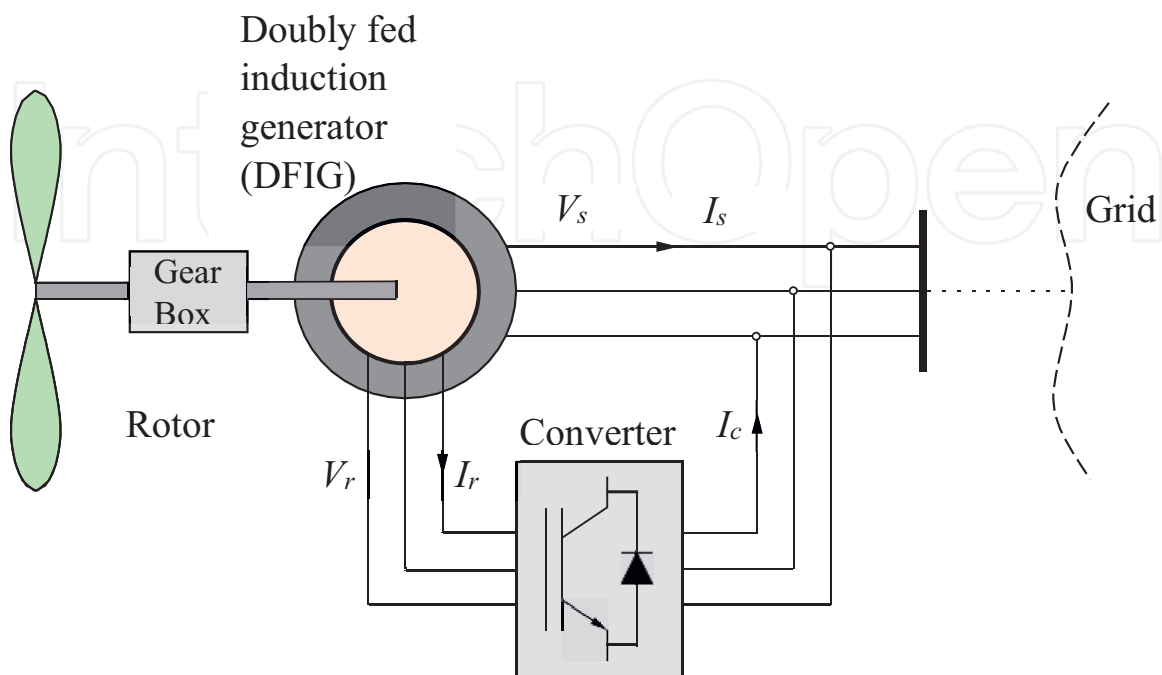 Doubly fed
induction
generator
(DFIG)
IntechOpen
Vs
Is
Grid
Gear
Box
Rotor
Converter
Ic
Vr
Ir